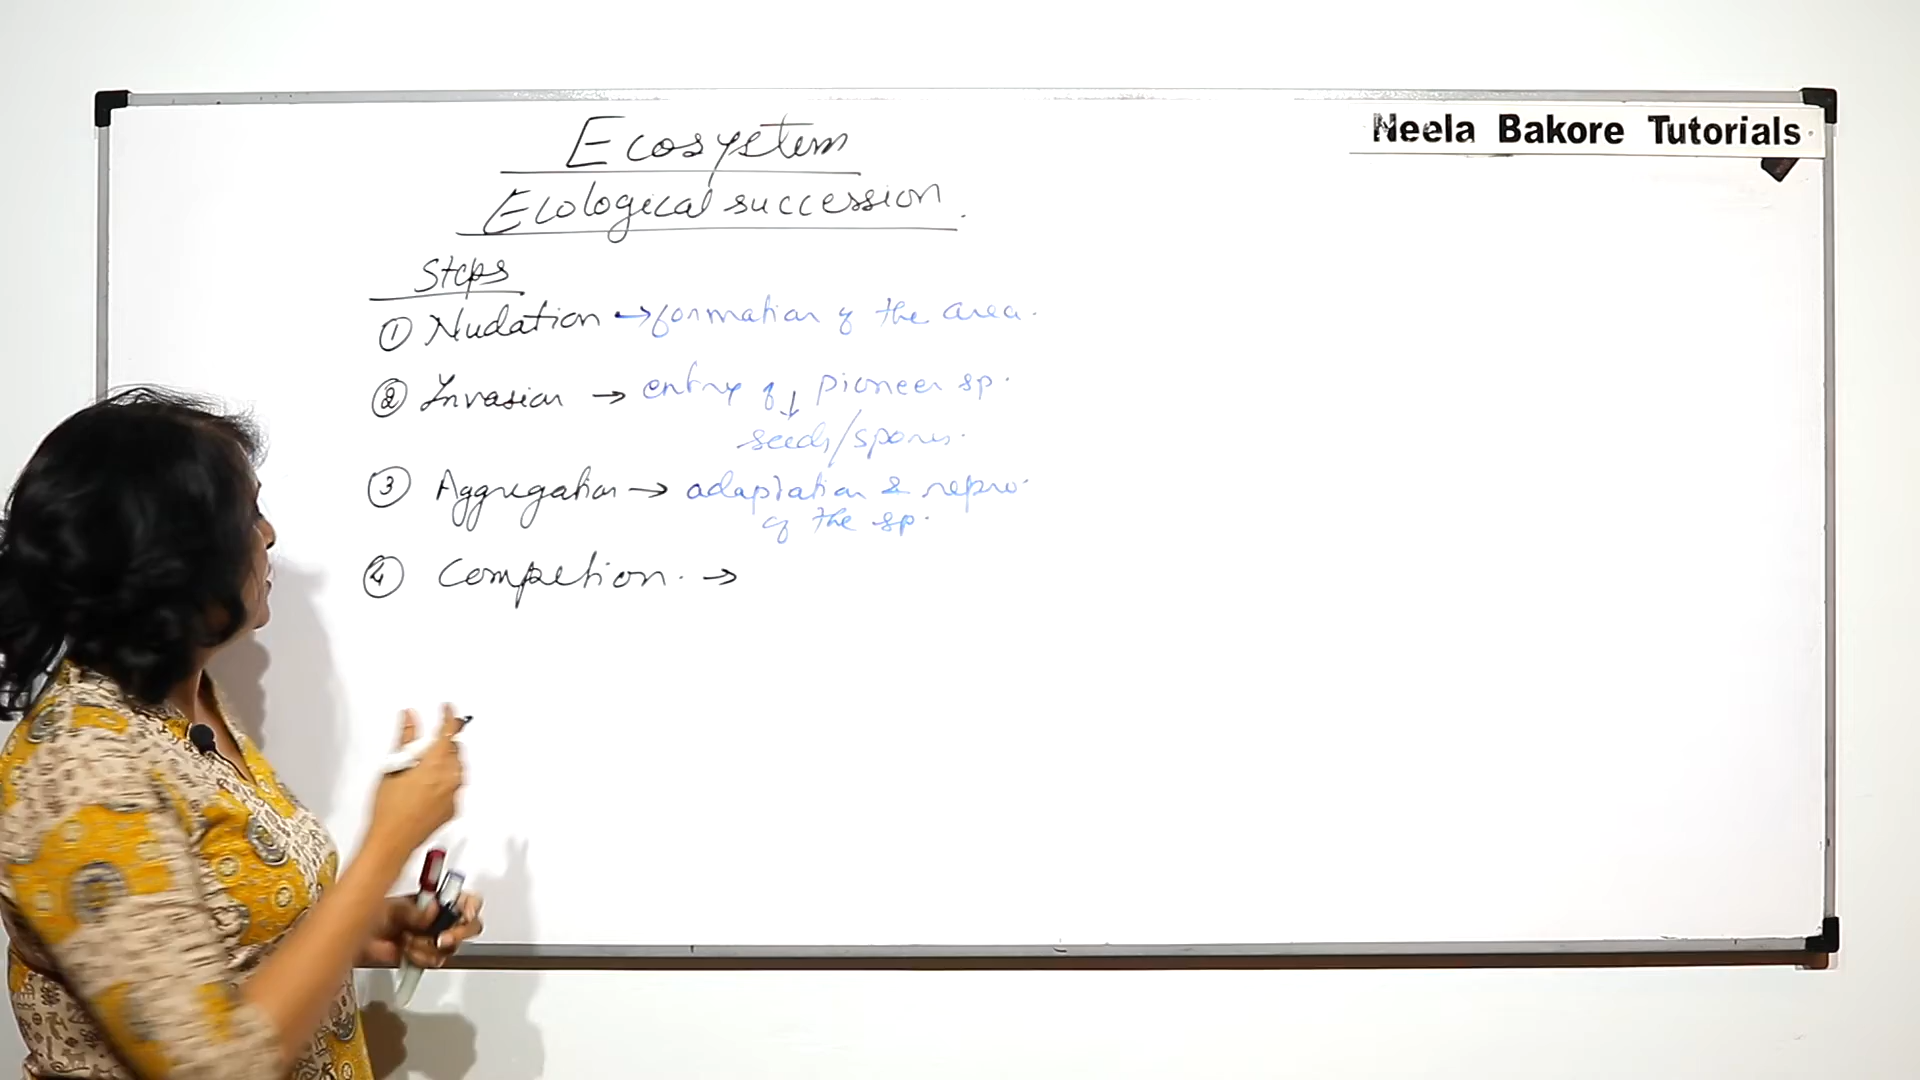 Neela Bakore Tutorials
Ecosystem
Ecological succession.
Steps
① Nudation → formation of the area.
② Invasion → entry of pioneer sp.
↓
seeds/spores.
③ Aggregation → adaptation & repro.
of the sp.
④ Competion. →